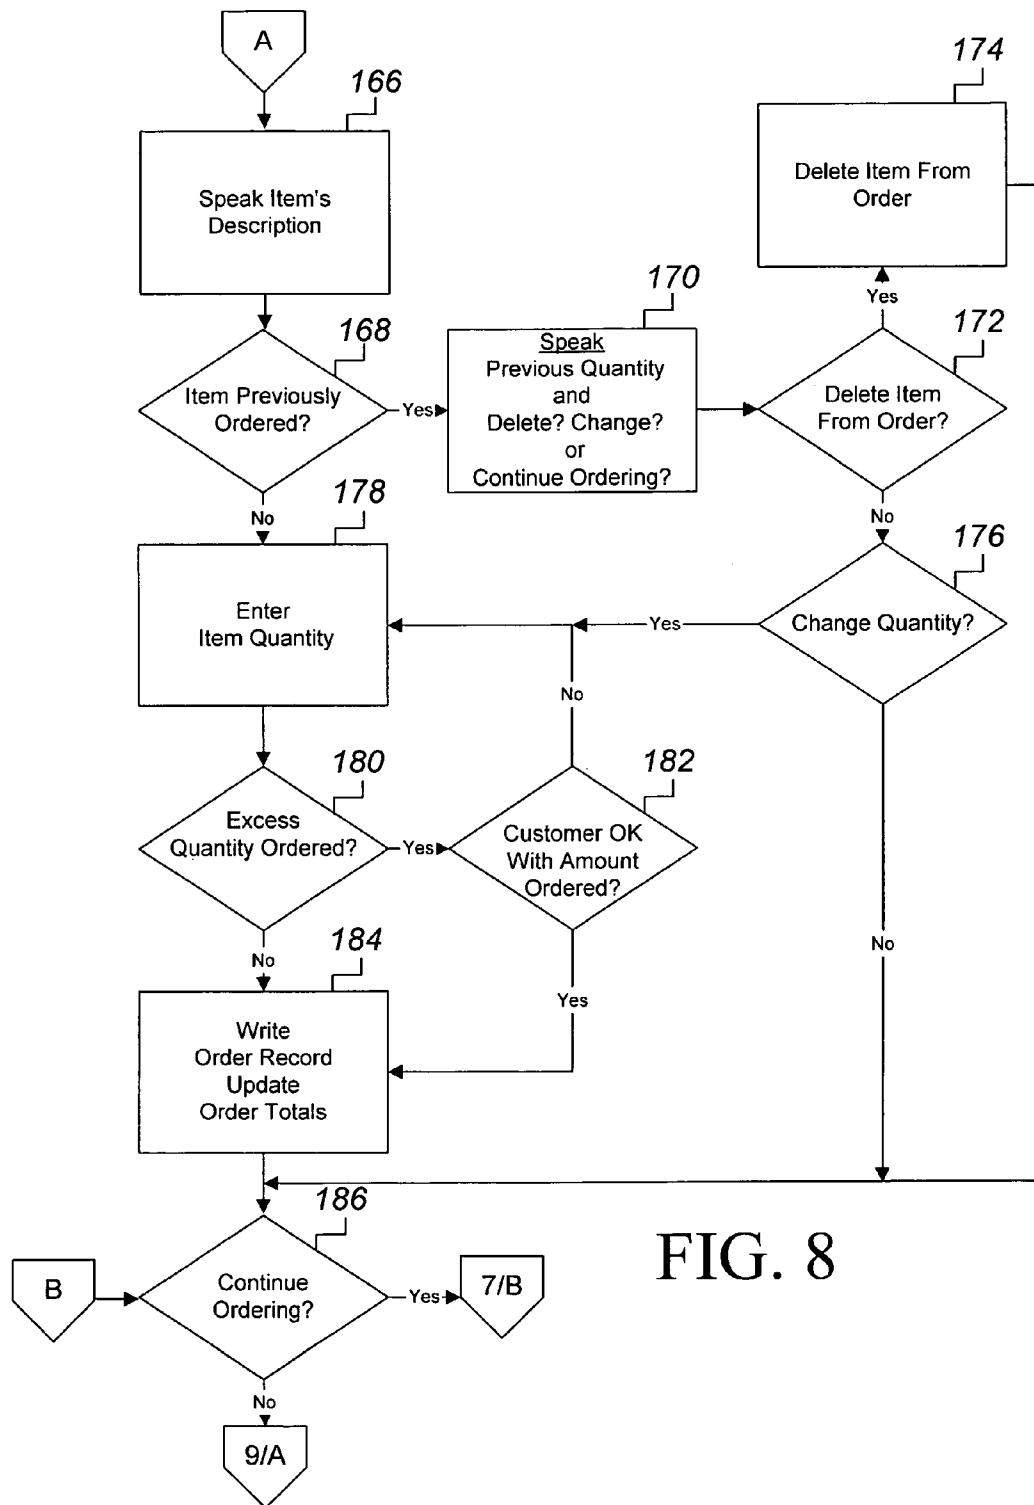 A
166
Speak Item's
Description
174
Delete Item From
Order
168
Item Previously
Ordered?
Yes
170
Speak
Previous Quantity
and
Delete? Change?
or
Continue Ordering?
Yes
172
Delete Item
From Order?
No
178
Enter
Item Quantity
No
176
Change Quantity?
Yes
No
180
Excess
Quantity Ordered?
Yes
182
Customer OK
With Amount
Ordered?
No
Yes
No
184
Write
Order Record
Update
Order Totals
186
B
Continue
Ordering?
Yes
7/B
No
9/A
FIG. 8